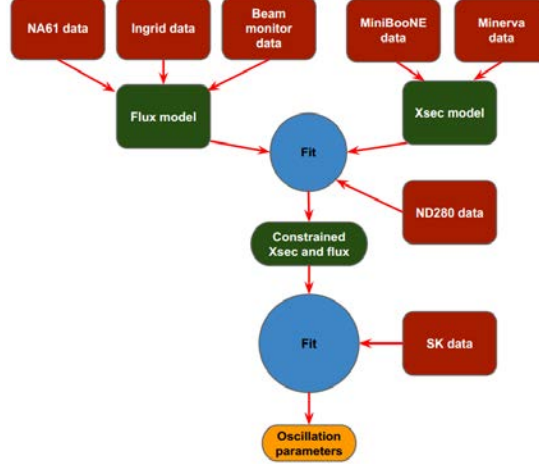 NA61 data
Ingrid data
Beam
monitor
data
MiniBooNE
data
Minerva
data
Flux model
Xsec model
Fit
ND280 data
Constrained
Xsec and flux
Fit
SK data
Oscillation
parameters